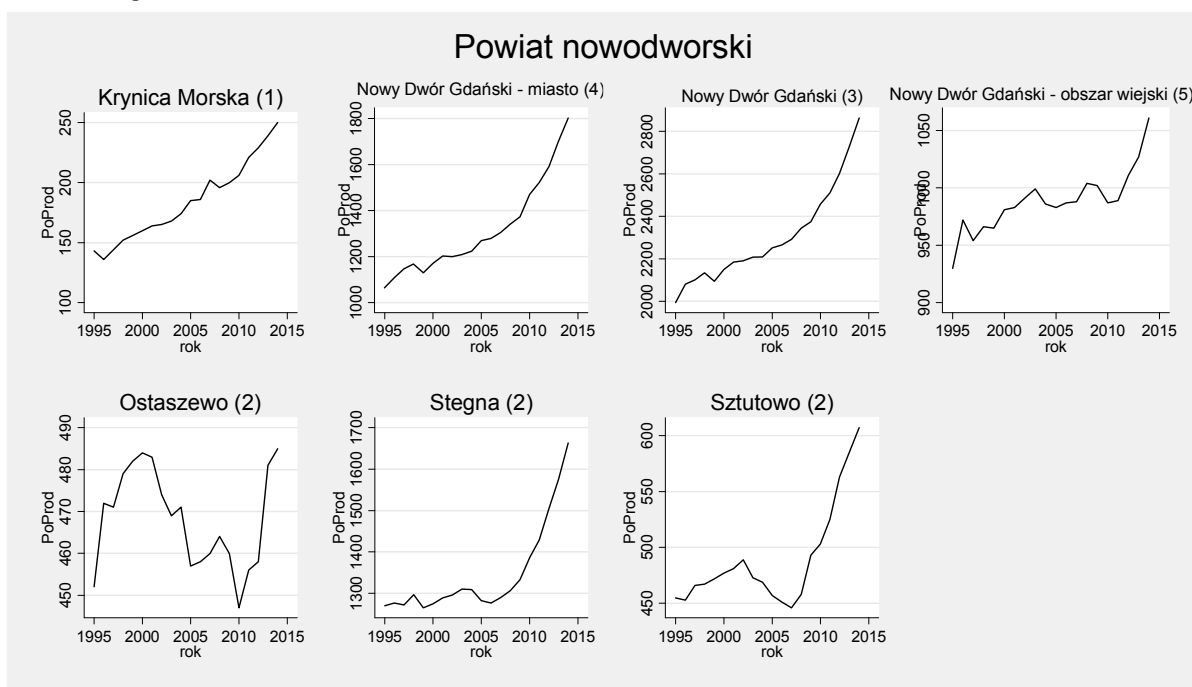 Powiat nowodworski
Krynica Morska (1)
PoProd
100 150 200 250
1995 2000 2005 2010 2015
rok
Nowy Dwór Gdański - miasto (4)
PoProd
1000 1200 1400 1600 1800
1995 2000 2005 2010 2015
rok
Nowy Dwór Gdański (3)
PoProd
2000 2200 2400 2600 2800
1995 2000 2005 2010 2015
rok
Nowy Dwór Gdański - obszar wiejski (5)
PoProd
900 950 1000 1050
1995 2000 2005 2010 2015
rok
Ostaszewo (2)
PoProd
450 460 470 480 490
1995 2000 2005 2010 2015
rok
Stegna (2)
PoProd
1300 1400 1500 1600 1700
1995 2000 2005 2010 2015
rok
Sztutowo (2)
PoProd
450 500 550 600
1995 2000 2005 2010 2015
rok